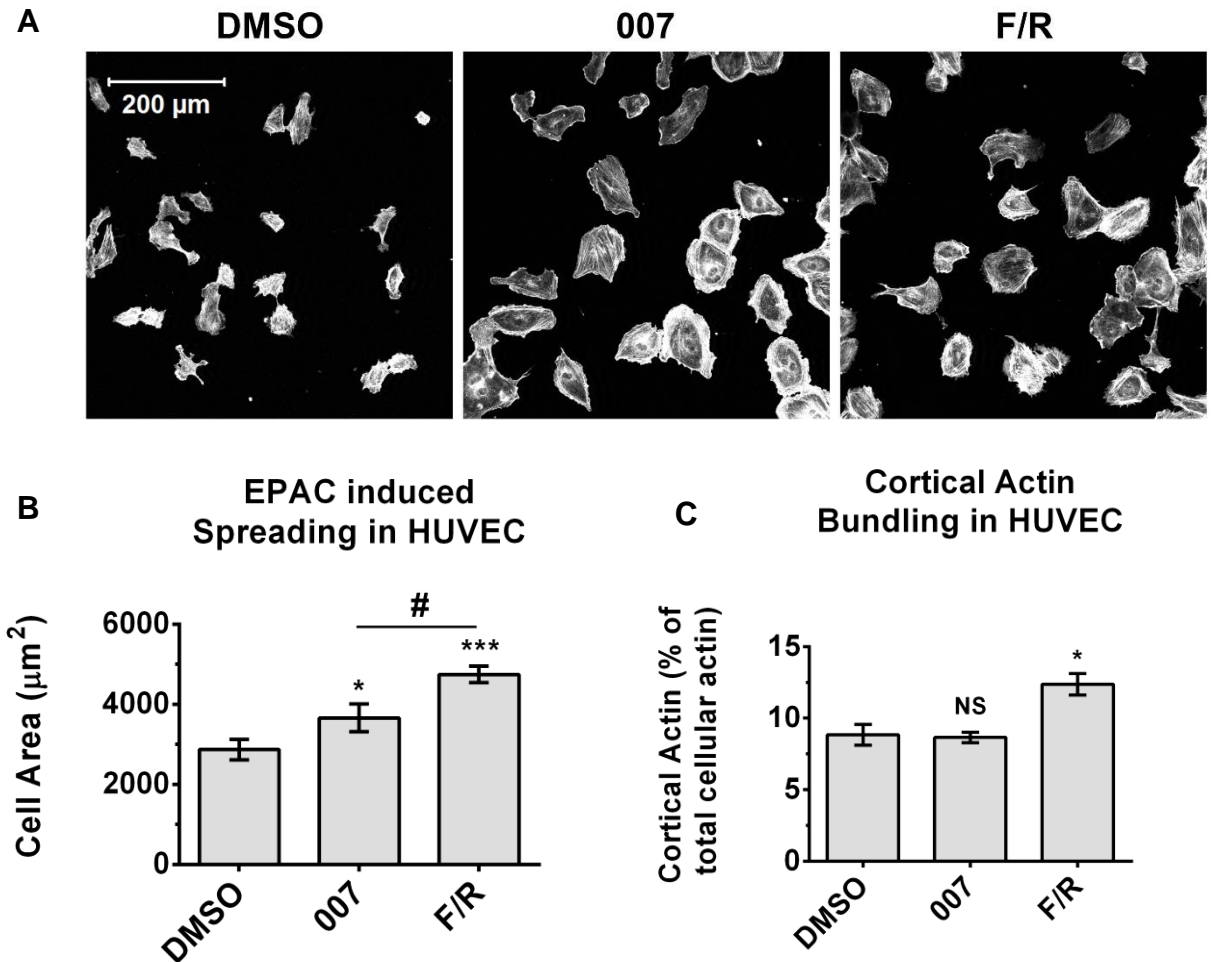 A
DMSO
007
F/R
200 µm
B
EPAC induced
Spreading in HUVEC
Cell Area (μm²)
6000
4000
2000
0
#
*
***
DMSO
007
F/R
C
Cortical Actin
Bundling in HUVEC
Cortical Actin (% of
total cellular actin)
15
10
5
0
NS
*
DMSO
007
F/R